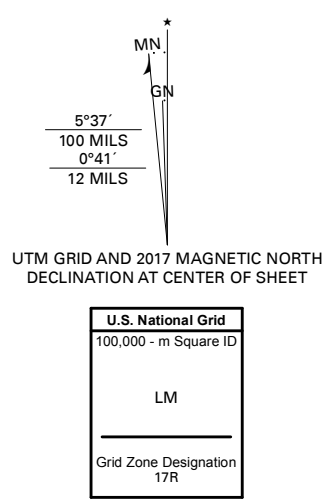 ★
MN
GN
5°37´
100 MILS
0°41´
12 MILS
UTM GRID AND 2017 MAGNETIC NORTH
DECLINATION AT CENTER OF SHEET
U.S. National Grid
100,000 - m Square ID
LM
Grid Zone Designation
17R